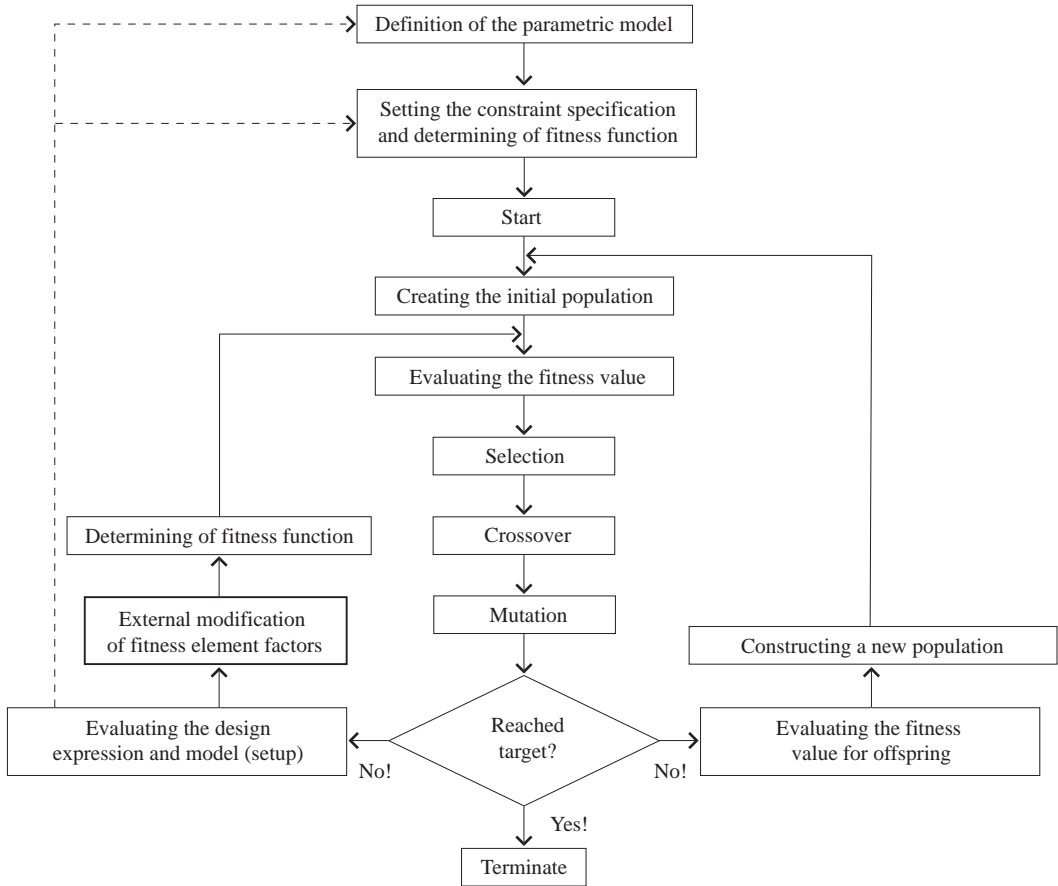 Definition of the parametric model
Setting the constraint specification
and determining of fitness function
Start
Creating the initial population
Evaluating the fitness value
Selection
Crossover
Mutation
Determining of fitness function
External modification
of fitness element factors
Evaluating the design
expression and model (setup)
No!
Reached
target?
No!
Constructing a new population
Evaluating the fitness
value for offspring
Yes!
Terminate